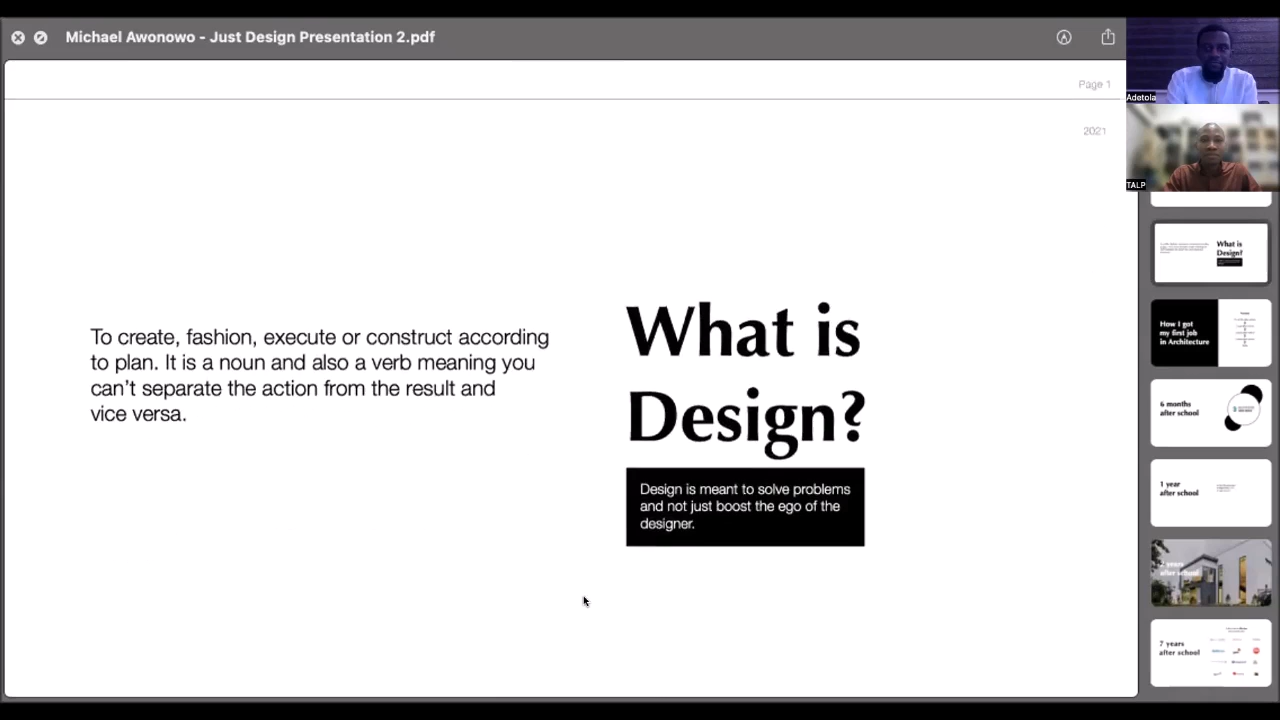 Michael Awonowo - Just Design Presentation 2.pdf
Page 1
2021
To create, fashion, execute or construct according
to plan. It is a noun and also a verb meaning you
can't separate the action from the result and
vice versa.
What is
Design?
Design is meant to solve problems
and not just boost the ego of the
designer.
Adetola
TALP
What is
Design?
How I got
my first job
in Architecture
6 months
after school
1 year
after school
2 years
after school
7 years
after school